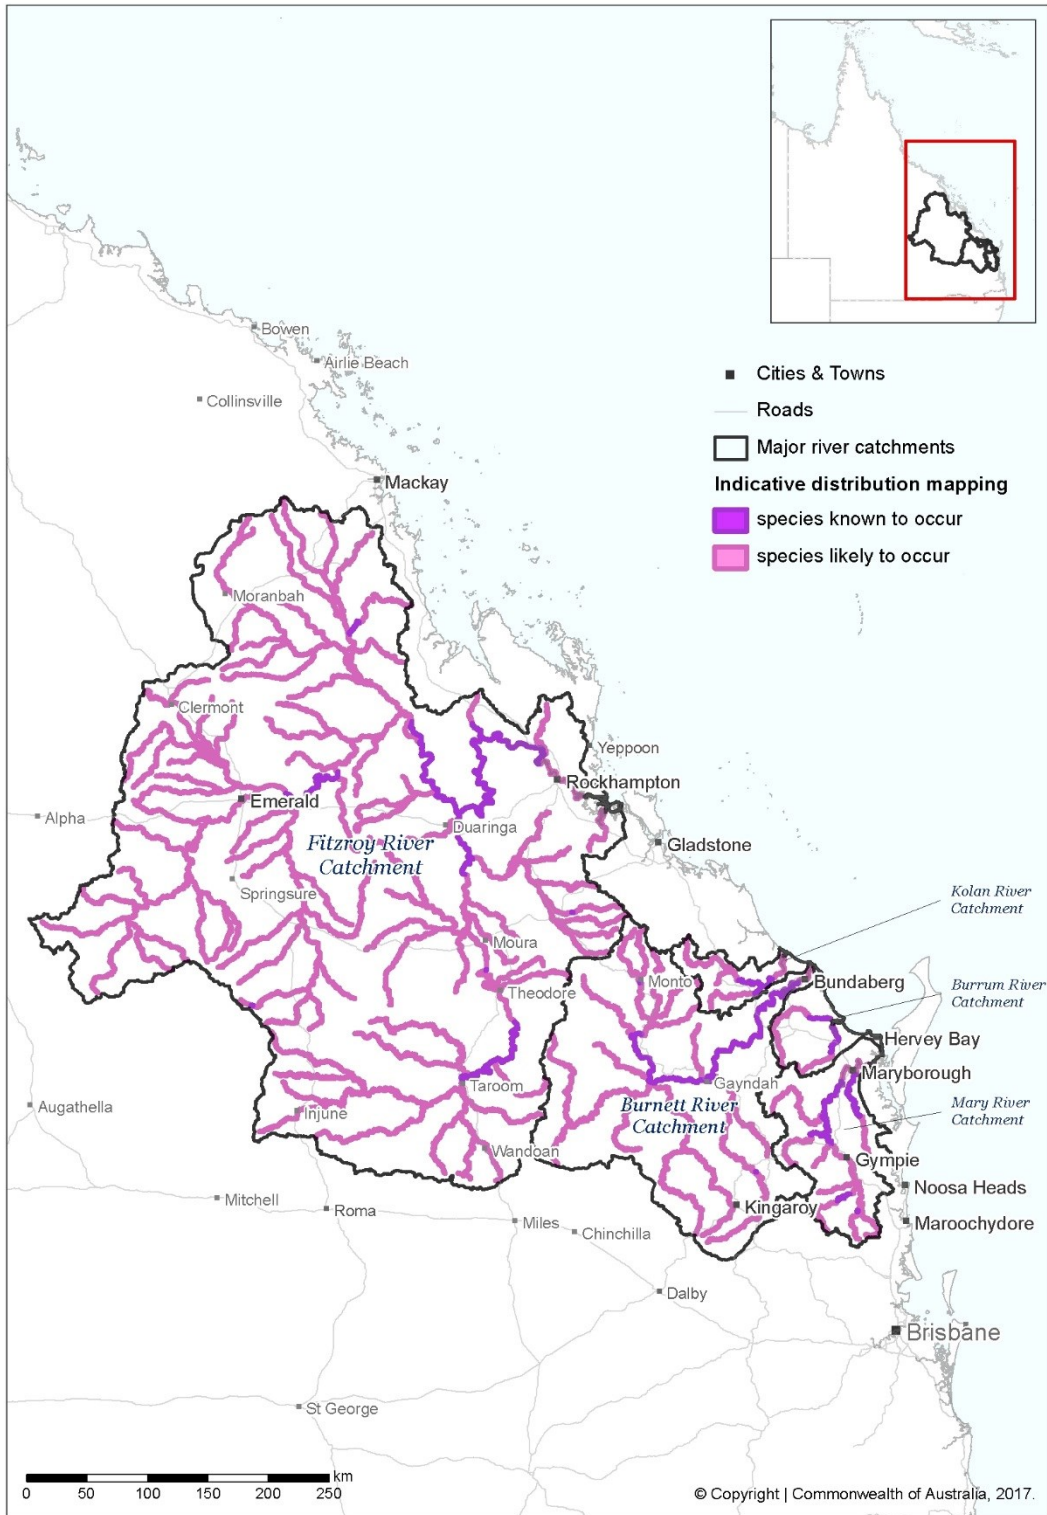 Bowen
Airlie Beach
Collinsville
Cities & Towns
Roads
Major river catchments
Mackay
Indicative distribution mapping
species known to occur
species likely to occur
Moranbah
Clermont
Yeppoon
Rockhampton
Emerald
Alpha
Duaringa
Fitzroy River
Catchment
Gladstone
Springsure
Kolan River
Catchment
Moura
Monto
Bundaberg
Theodore
Burrum River
Catchment
Hervey Bay
Maryborough
Taroom
Gayndah
Augathella
Injune
Burnett River
Catchment
Mary River
Catchment
Wandoan
Gympie
Noosa Heads
Mitchell
Roma
Kingaroy
Miles
Maroochydore
Chinchilla
Dalby
Brisbane
St George
km
0 50 100 150 200 250
© Copyright | Commonwealth of Australia, 2017.